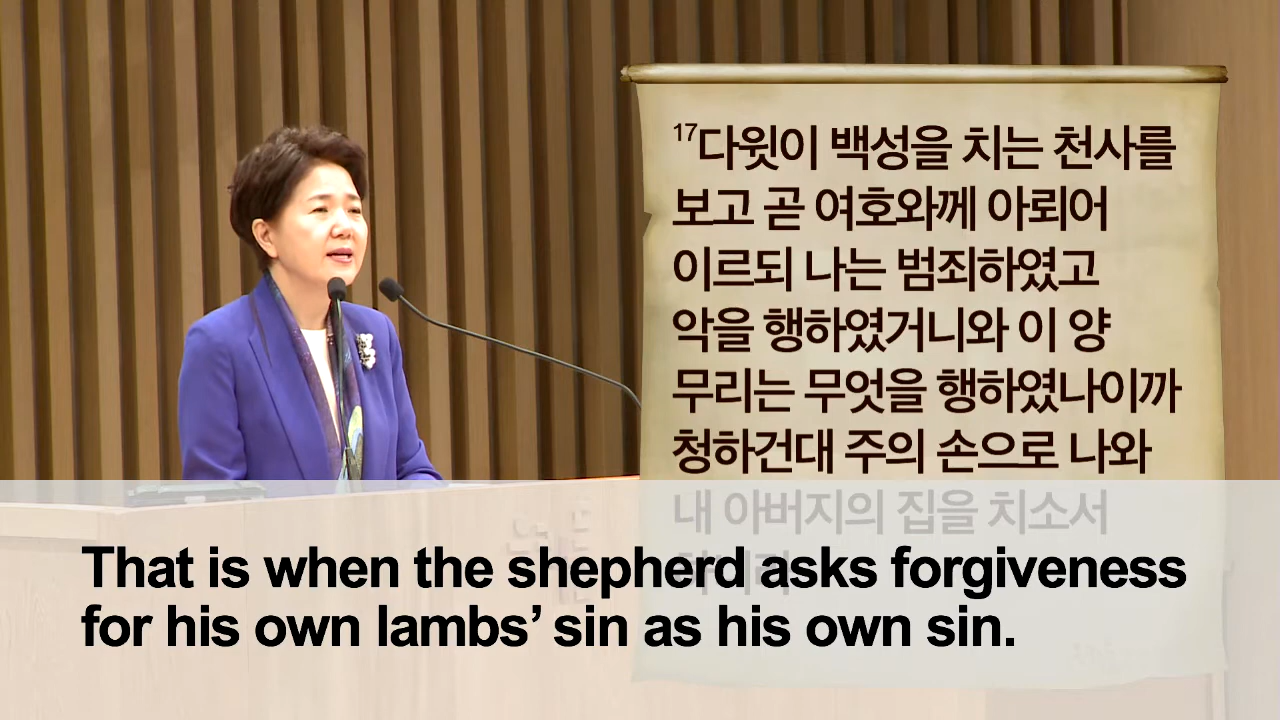 17다윗이 백성을 치는 천사를
보고 곧 여호와께 아뢰어
이르되 나는 범죄하였고
악을 행하였거니와 이 양
무리는 무엇을 행하였나이까
청하건대 주의 손으로 나와
내 아버지의 집을 치소서
하니라
That is when the shepherd asks forgiveness
for his own lambs’ sin as his own sin.